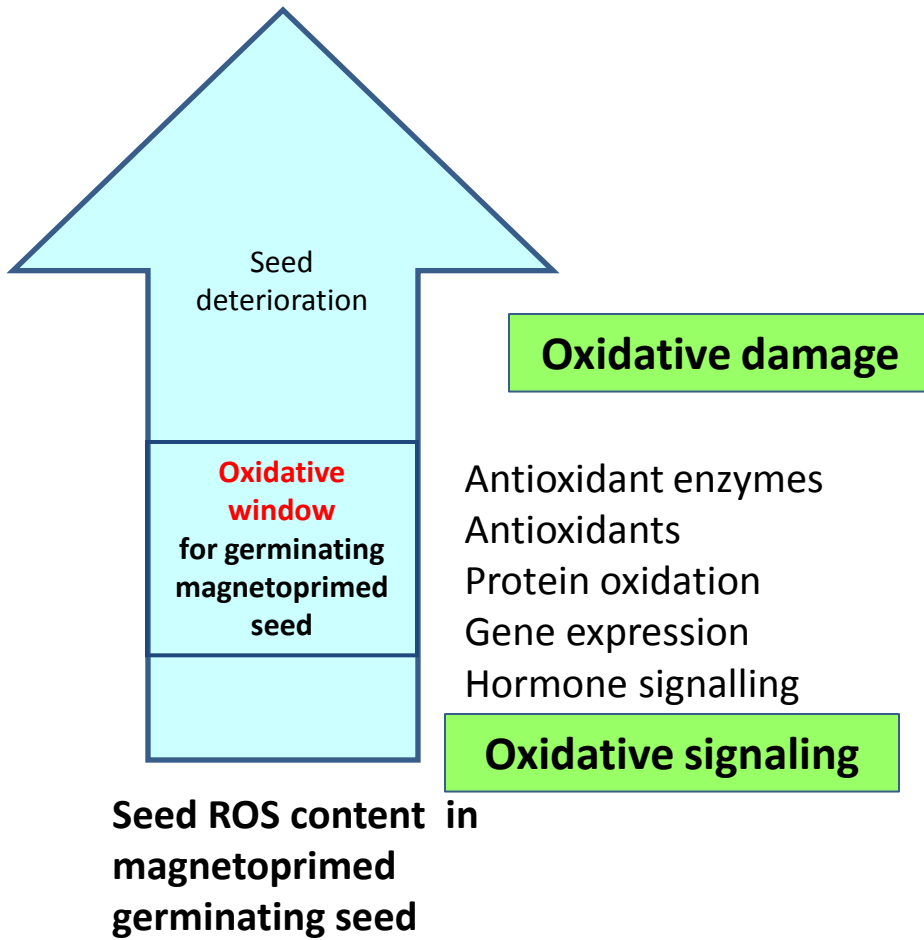 Seed
deterioration
Oxidative damage
Oxidative
window
for germinating
magnetoprimed
seed
Antioxidant enzymes
Antioxidants
Protein oxidation
Gene expression
Hormone signalling
Oxidative signaling
Seed ROS content in
magnetoprimed
germinating seed